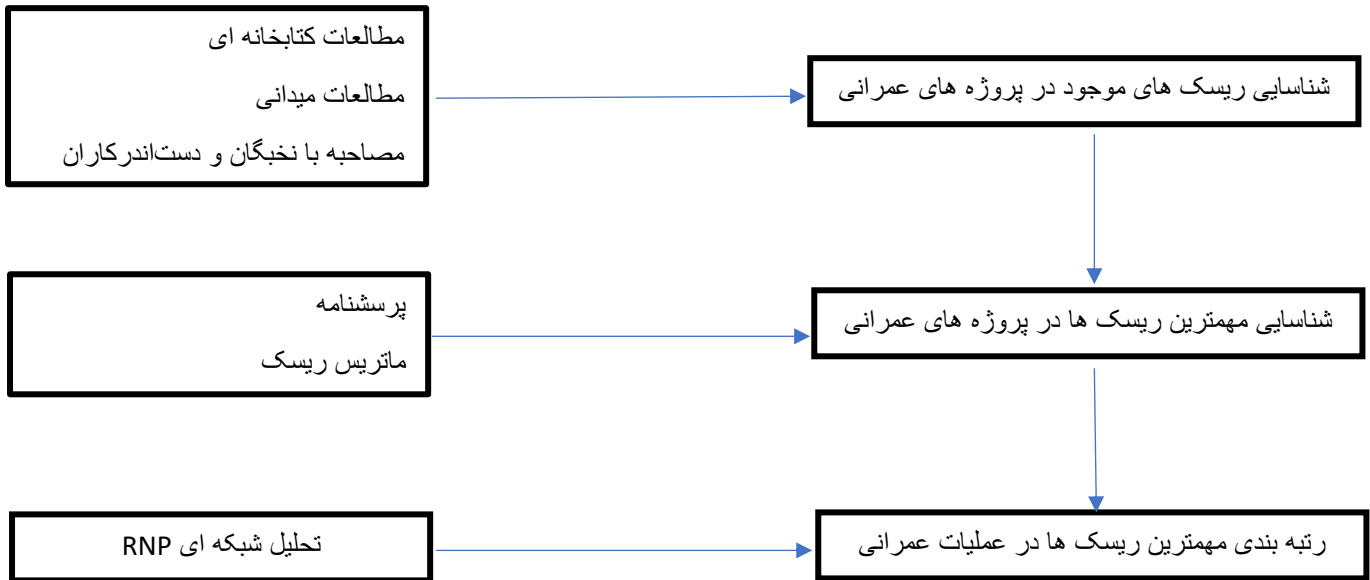 مطالعات کتابخانه ای
مطالعات میدانی
مصاحبه با نخبگان و دست‌اندرکاران
شناسایی ریسک های موجود در پروژه های عمرانی
پرسشنامه
ماتریس ریسک
شناسایی مهمترین ریسک ها در پروژه های عمرانی
تحلیل شبکه ای RNP
رتبه بندی مهمترین ریسک ها در عملیات عمرانی